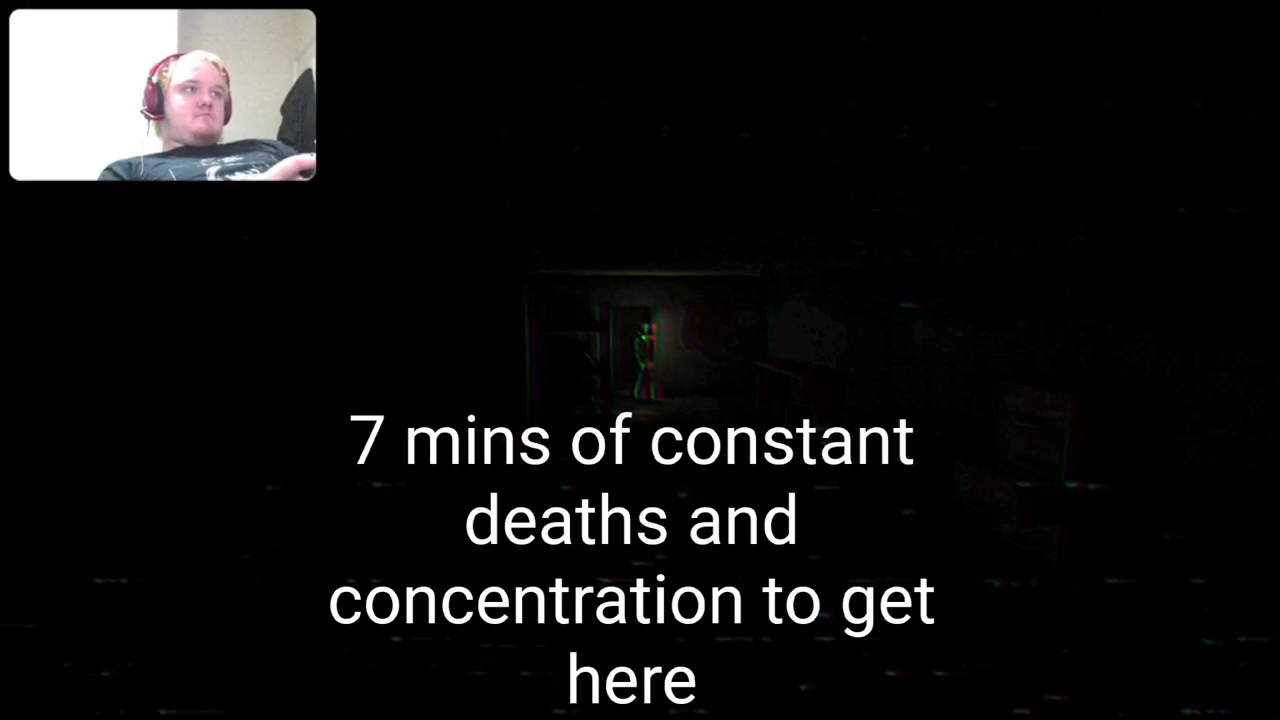 7 mins of constant
deaths and
concentration to get
here